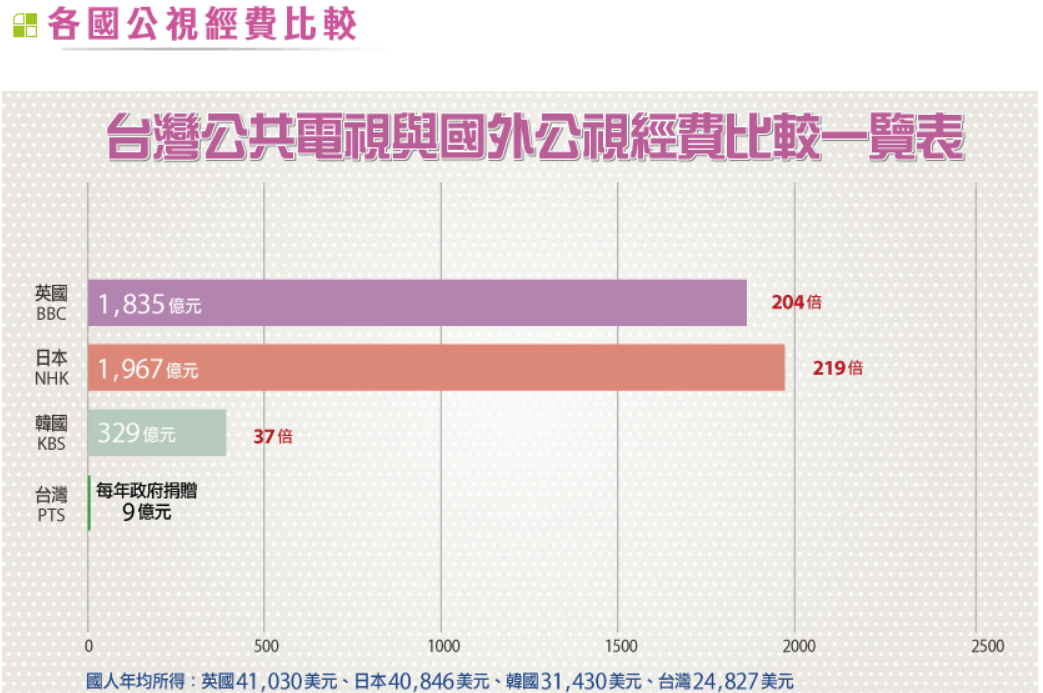 各國公視經費比較
台灣公共電視與國外公視經費比較一覽表
英國
BBC
1,835億元
204倍
日本
NHK
1,967億元
219倍
韓國
KBS
329億元
37倍
台灣
PTS
每年政府捐贈
9億元
0 500 1000 1500 2000 2500
國人年均所得：英國41,030美元、日本40,846美元、韓國31,430美元、台灣24,827美元